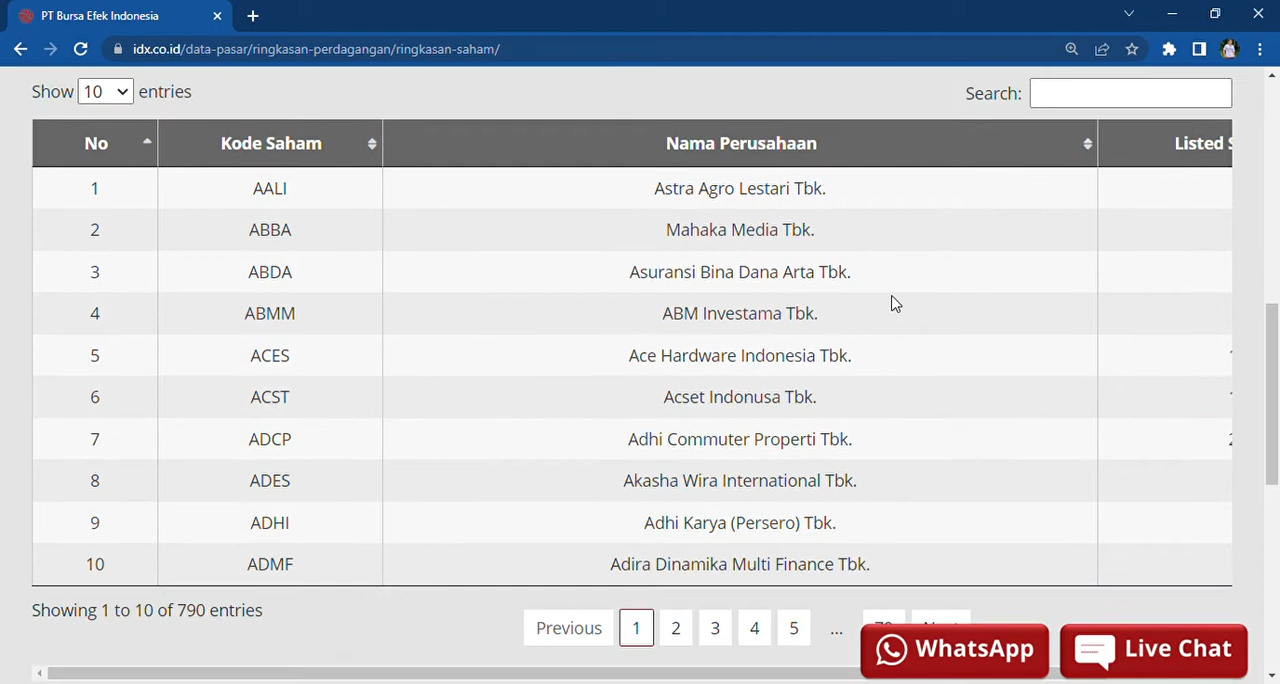 PT Bursa Efek Indonesia
idx.co.id/data-pasar/ringkasan-perdagangan/ringkasan-saham/
Show 10 entries Search:
No Kode Saham Nama Perusahaan Listed
1 AALI Astra Agro Lestari Tbk.
2 ABBA Mahaka Media Tbk.
3 ABDA Asuransi Bina Dana Arta Tbk.
4 ABMM ABM Investama Tbk.
5 ACES Ace Hardware Indonesia Tbk.
6 ACST Acset Indonusa Tbk.
7 ADCP Adhi Commuter Properti Tbk.
8 ADES Akasha Wira International Tbk.
9 ADHI Adhi Karya (Persero) Tbk.
10 ADMF Adira Dinamika Multi Finance Tbk.
Showing 1 to 10 of 790 entries
Previous 1 2 3 4 5 ...
WhatsApp Live Chat